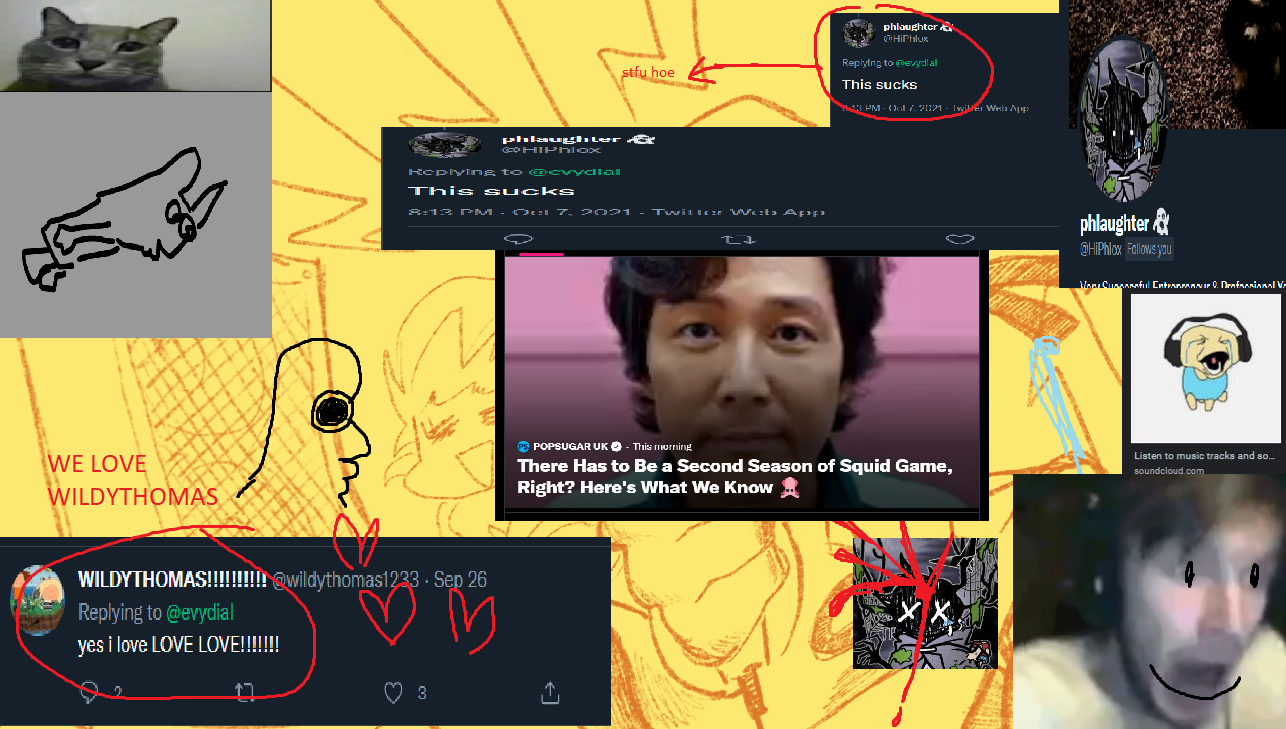 phlaughter
@HiPhlox
Replying to @evydial
This sucks
8:13 PM · Oct 7, 2021 · Twitter Web App
stfu hoe
phlaughter
@HiPhlox
Replying to @evydial
This sucks
8:13 PM · Oct 7, 2021 · Twitter Web App
phlaughter
@HiPhlox Follows you
Very Successful Entrepreneur & Professional
PS POPSUGAR UK · This morning
There Has to Be a Second Season of Squid Game,
Right? Here's What We Know
Listen to music tracks and so...
soundcloud.com
WE LOVE
WILDYTHOMAS
WILDYTHOMAS!!!!!!!!!! @wildythomas1233 · Sep 26
Replying to @evydial
yes i love LOVE LOVE!!!!!!!
2
3